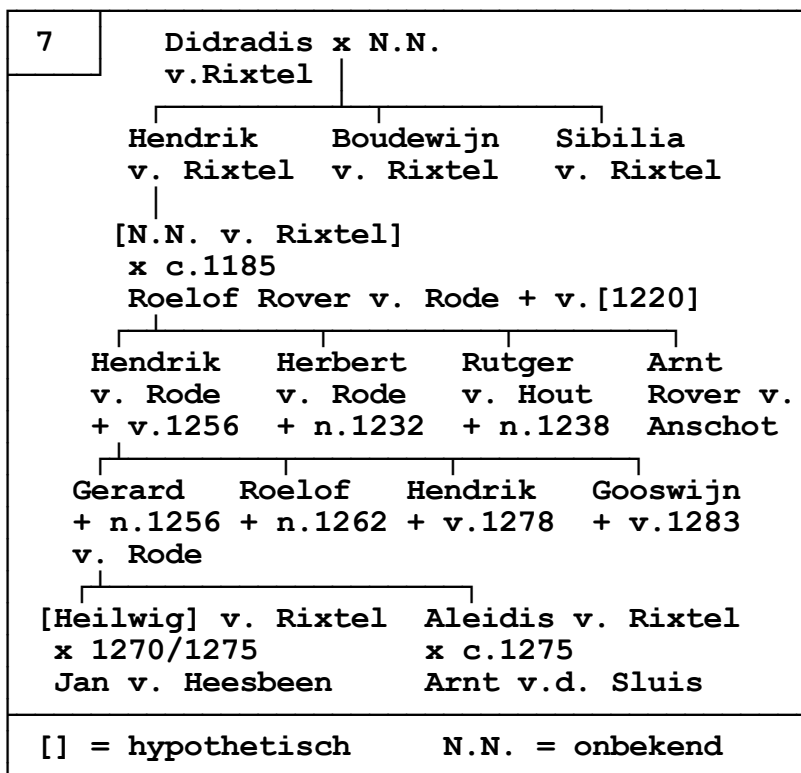 7 Didradis x N.N.
v.Rixtel
Hendrik Boudewijn Sibilia
v. Rixtel v. Rixtel v. Rixtel
[N.N. v. Rixtel]
x c.1185
Roelof Rover v. Rode + v.[1220]
Hendrik Herbert Rutger Arnt
v. Rode v. Rode v. Hout Rover v.
+ v.1256 + n.1232 + n.1238 Anschot
Gerard Roelof Hendrik Gooswijn
+ n.1256 + n.1262 + v.1278 + v.1283
v. Rode
[Heilwig] v. Rixtel Aleidis v. Rixtel
x 1270/1275 x c.1275
Jan v. Heesbeen Arnt v.d. Sluis
[] = hypothetisch N.N. = onbekend